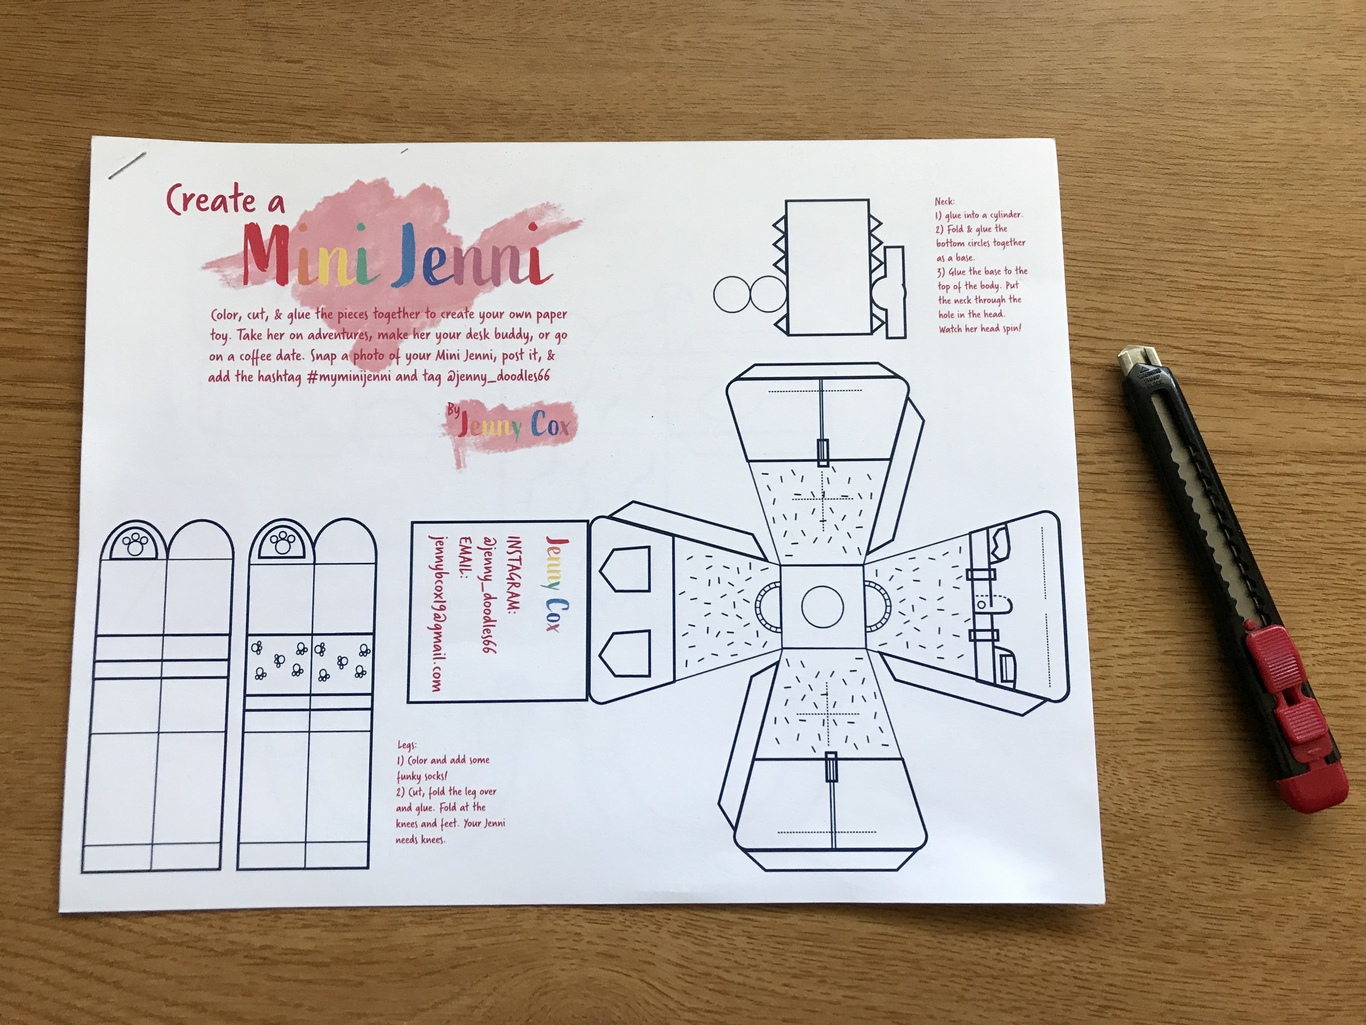 Create a
Mini Jenni
Color, cut, & glue the pieces together to create your own paper
toy. Take her on adventures, make her your desk buddy, or go
on a coffee date. Snap a photo of your Mini Jenni, post it, &
add the hashtag #myminijenni and tag @jenny_doodles66
By
Jenny Cox
Neck:
1) glue into a cylinder.
2) Fold & glue the
bottom circles together
as a base.
3) Glue the base to the
top of the body. Put
the neck through the
hole in the head.
Watch her head spin!
Jenny Cox
INSTAGRAM:
@jenny_doodles66
EMAIL:
jennybcox19@gmail.com
Legs:
1) Color and add some
funky socks!
2) Cut, fold the leg over
and glue. Fold at the
knees and feet. Your Jenni
needs knees.